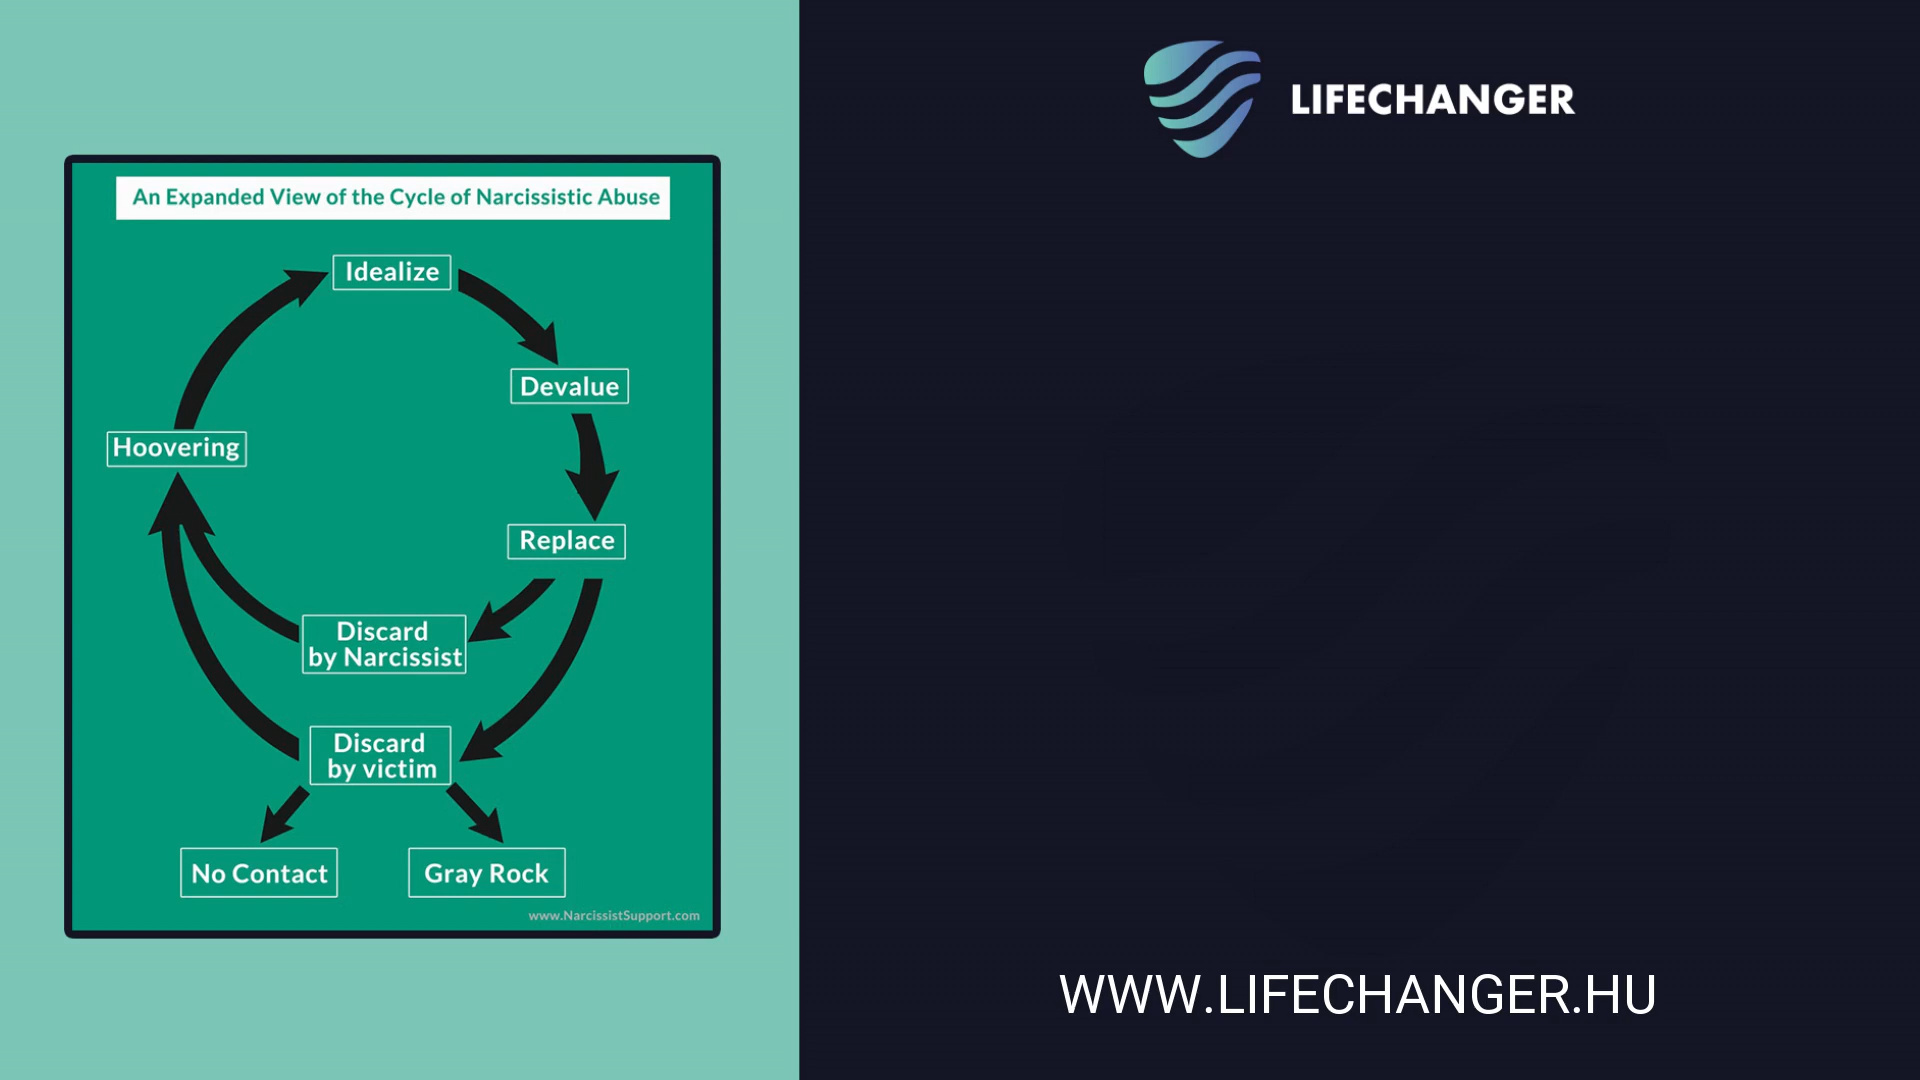 An Expanded View of the Cycle of Narcissistic Abuse
Idealize
Devalue
Hoovering
Replace
Discard
by Narcissist
Discard
by victim
No Contact
Gray Rock
www.NarcissistSupport.com
LIFECHANGER
WWW.LIFECHANGER.HU